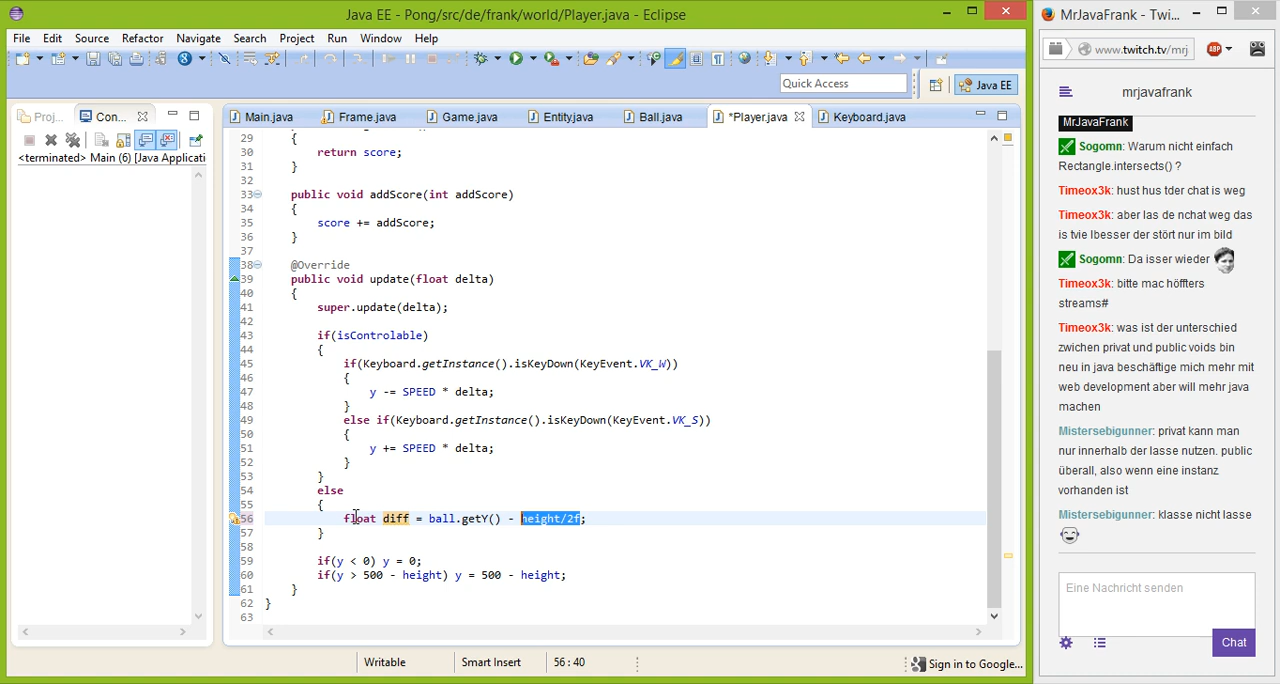 Java EE - Pong/src/de/frank/world/Player.java - Eclipse
File Edit Source Refactor Navigate Search Project Run Window Help
Quick Access
Java EE
Proj... Con...
<terminated> Main (6) [Java Applicati
Main.java Frame.java Game.java Entity.java Ball.java *Player.java Keyboard.java
29 {
30 return score;
31 }
32
33 public void addScore(int addScore)
34 {
35 score += addScore;
36 }
37
38 @Override
39 public void update(float delta)
40 {
41 super.update(delta);
42
43 if(isControlable)
44 {
45 if(Keyboard.getInstance().isKeyDown(KeyEvent.VK_W))
46 {
47 y -= SPEED * delta;
48 }
49 else if(Keyboard.getInstance().isKeyDown(KeyEvent.VK_S))
50 {
51 y += SPEED * delta;
52 }
53 }
54 else
55 {
56 float diff = ball.getY() - height/2f;
57 }
58
59 if(y < 0) y = 0;
60 if(y > 500 - height) y = 500 - height;
61 }
62 }
63
Writable Smart Insert 56 : 40
Sign in to Google...
MrJavaFrank - Twi...
www.twitch.tv/mrj
ABP
mrjavafrank
MrJavaFrank
Sogomn: Warum nicht einfach
Rectangle.intersects() ?
Timeox3k: hust hus tder chat is weg
Timeox3k: aber las de nchat weg das
is tvie lbesser der stört nur im bild
Sogomn: Da isser wieder
Timeox3k: bitte mac höffters
streams#
Timeox3k: was ist der unterschied
zwichen privat und public voids bin
neu in java beschäftige mich mehr mit
web development aber will mehr java
machen
Mistersebigunner: privat kann man
nur innerhalb der lasse nutzen. public
überall, also wenn eine instanz
vorhanden ist
Mistersebigunner: klasse nicht lasse
Eine Nachricht senden
Chat